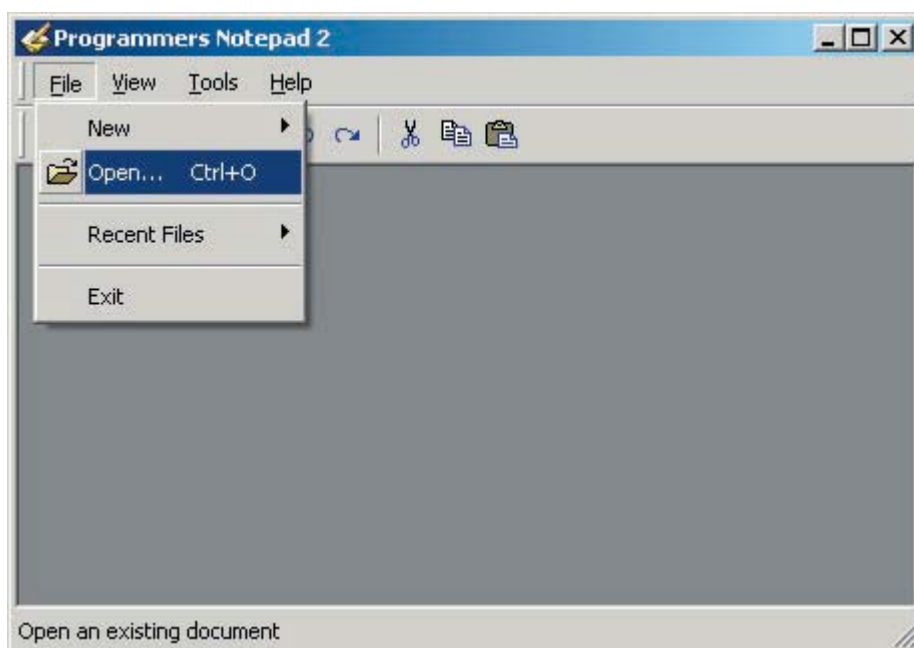 Programmers Notepad 2
File View Tools Help
New
Open... Ctrl+O
Recent Files
Exit
Open an existing document